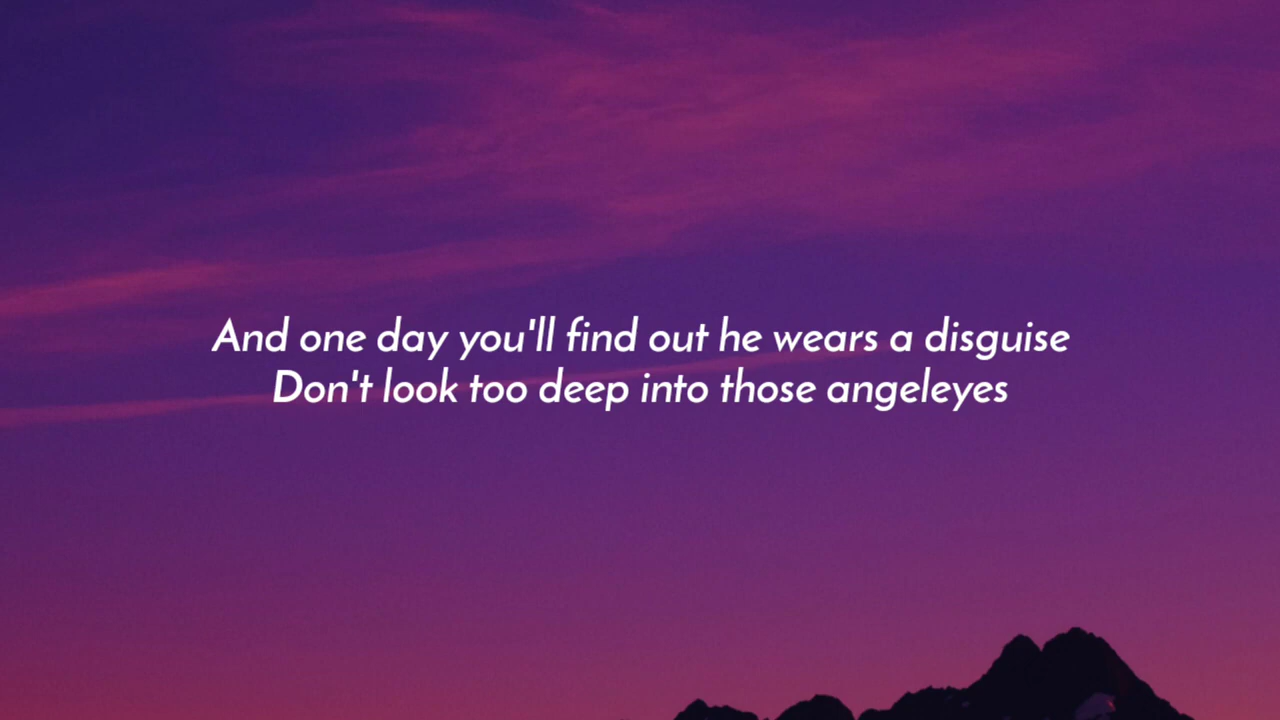 And one day you'll find out he wears a disguise
Don't look too deep into those angeleyes